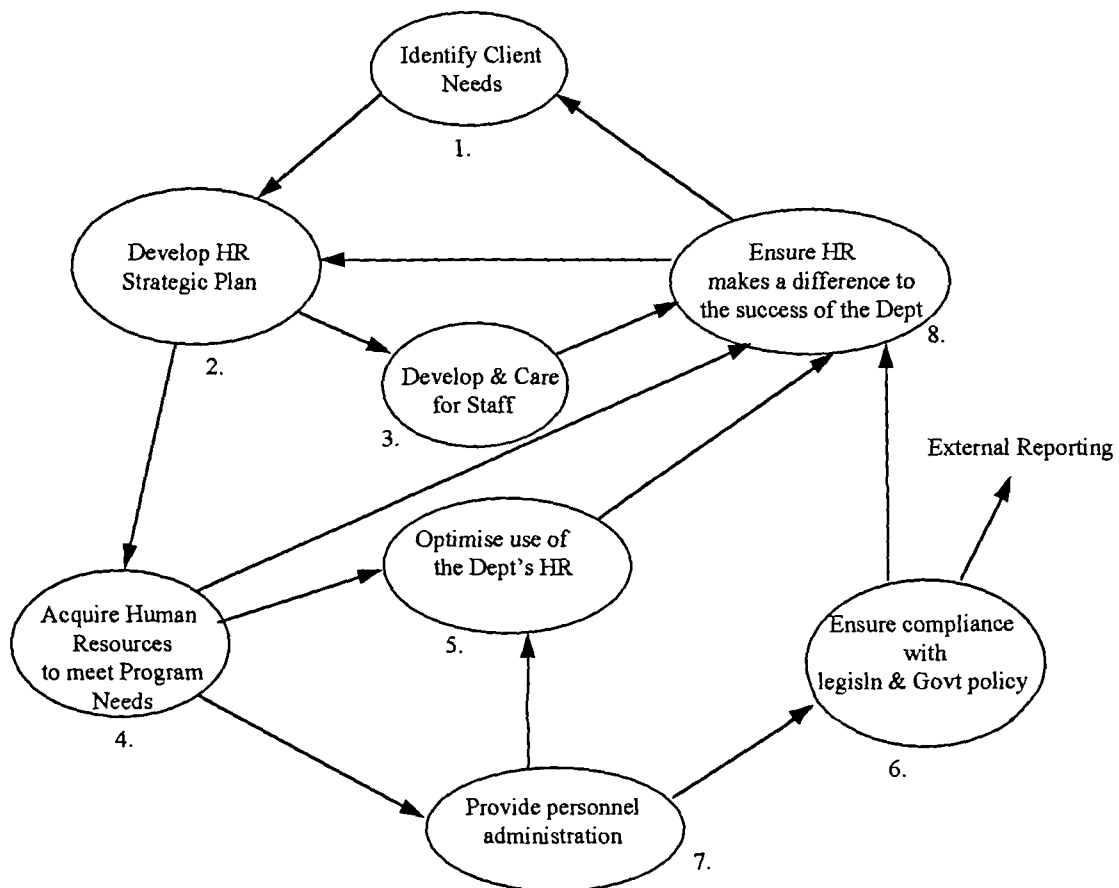 Identify Client
Needs
1.
Develop HR
Strategic Plan
2.
Ensure HR
makes a difference to
the success of the Dept
8.
Develop & Care
for Staff
3.
External Reporting
Optimise use of
the Dept's HR
5.
Acquire Human
Resources
to meet Program
Needs
4.
Ensure compliance
with
legisln & Govt policy
6.
Provide personnel
administration
7.